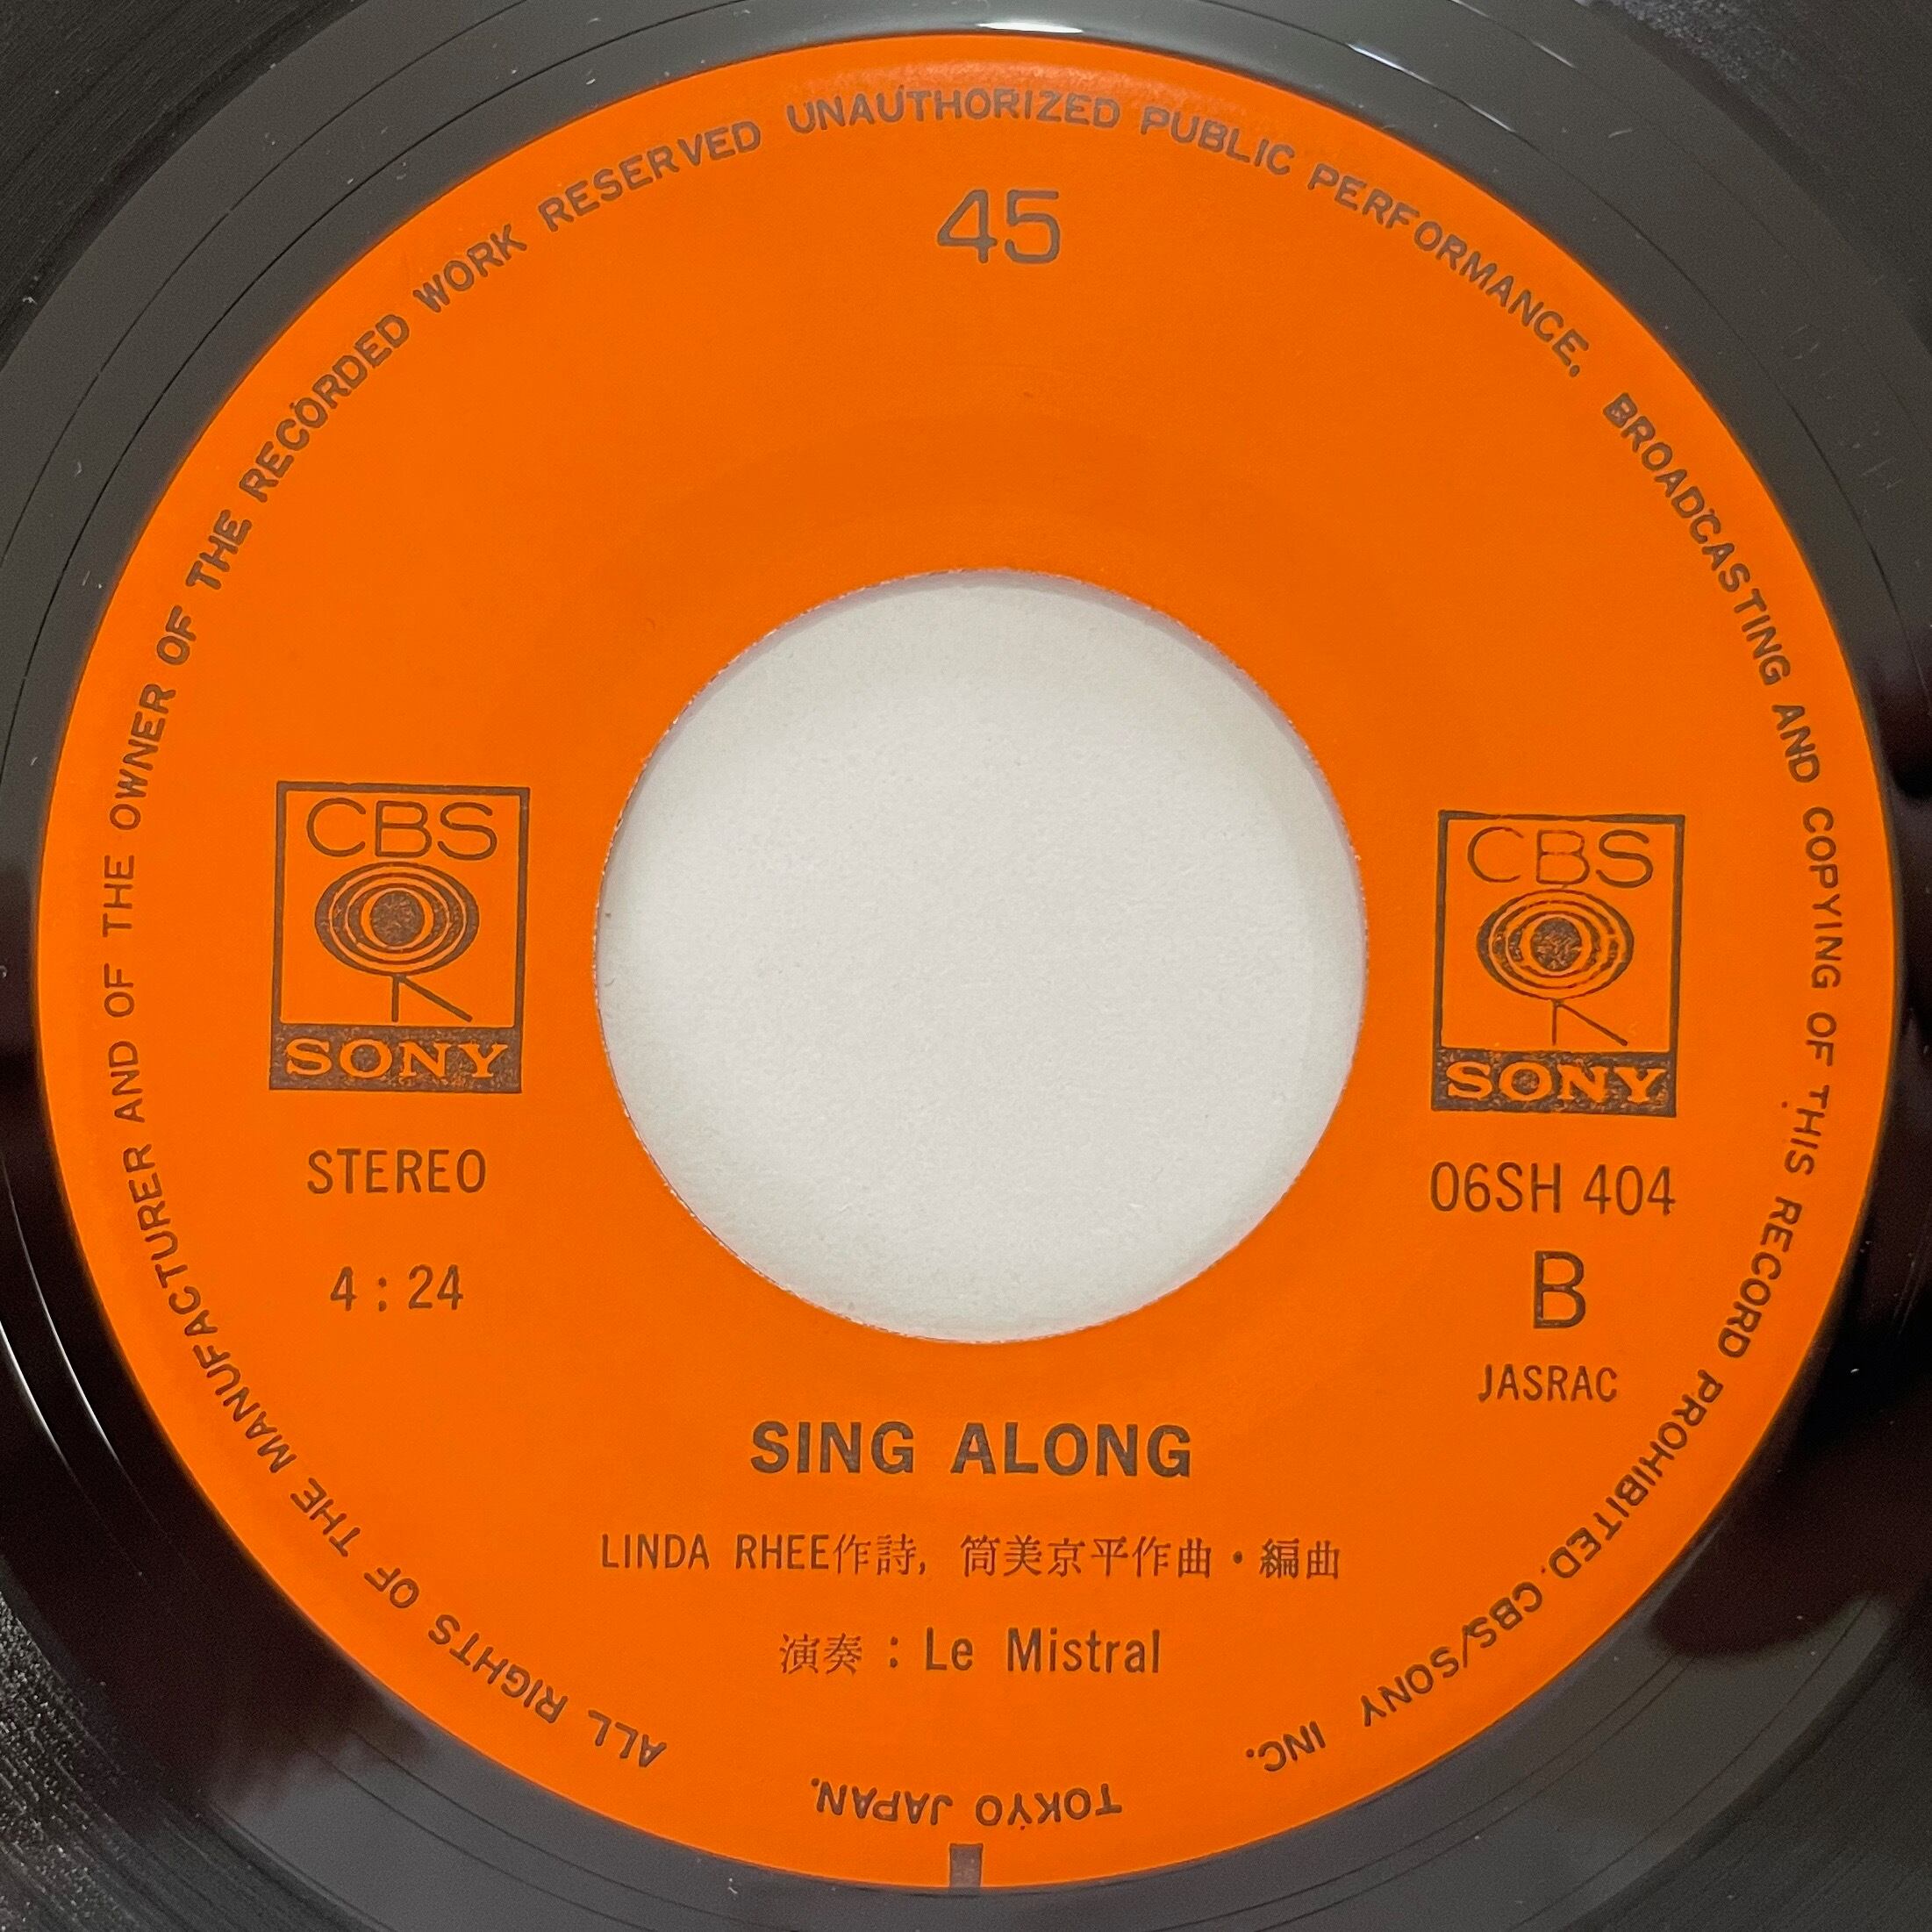 ALL RIGHTS OF THE MANUFACTURER AND OF THE OWNER OF THE RECORDED WORK RESERVED UNAUTHORIZED PUBLIC PERFORMANCE, BROADCASTING AND COPYING OF THIS RECORD PROHIBITED. CBS/SONY INC.
TOKYO JAPAN.
45
CBS
SONY
STEREO
4:24
CBS
SONY
06SH 404
B
JASRAC
SING ALONG
LINDA RHEE作詩, 筒美京平作曲・編曲
演奏：Le Mistral